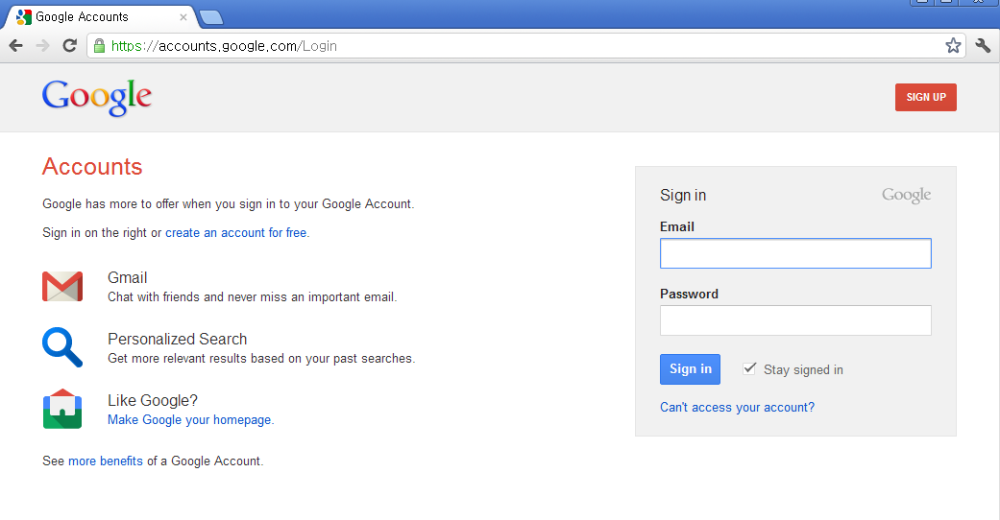 Google Accounts
https://accounts.google.com/Login
Google
SIGN UP
Accounts
Google has more to offer when you sign in to your Google Account.
Sign in on the right or create an account for free.
Gmail
Chat with friends and never miss an important email.
Personalized Search
Get more relevant results based on your past searches.
Like Google?
Make Google your homepage.
See more benefits of a Google Account.
Sign in Google
Email
Password
Sign in Stay signed in
Can't access your account?